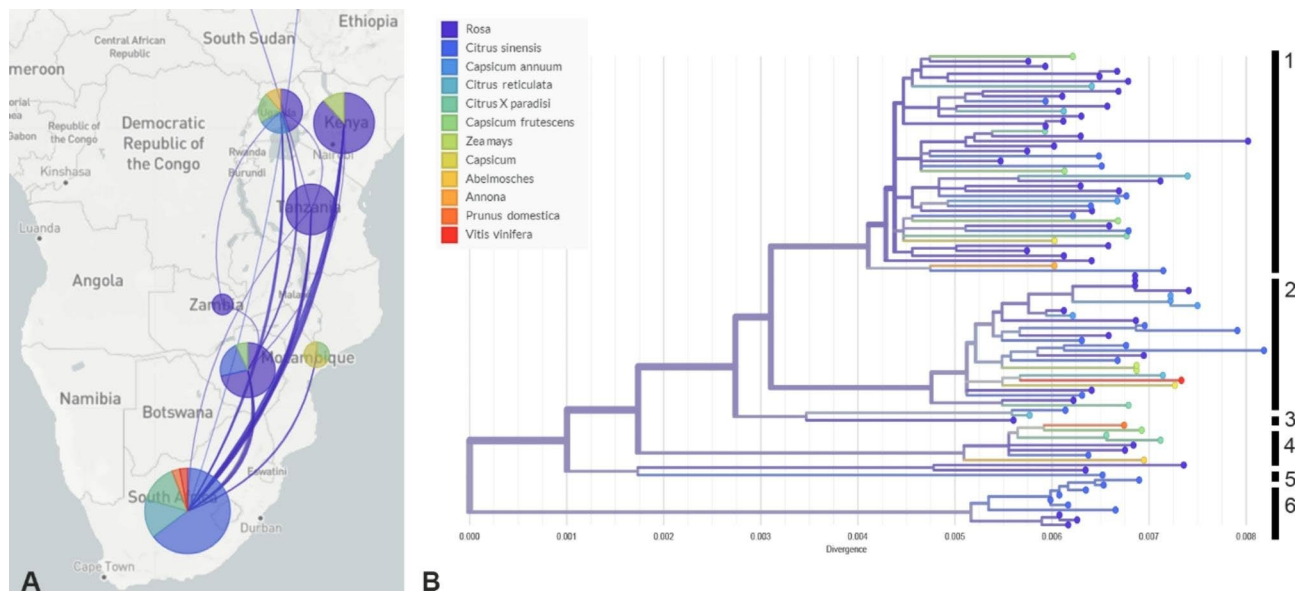 Ethiopia
South Sudan
Central African
Republic
meroon
Uganda
Kenya
Republic of
the Congo
Gabon
Democratic
Republic of
the Congo
Nairobi
Rwanda
Burundi
Kinshasa
Tanzania
Luanda
Angola
Zambia
Malawi
Mozambique
Namibia
Botswana
Eswatini
South Africa
Durban
Cape Town
A
Rosa
Citrus sinensis
Capsicum annuum
Citrus reticulata
Citrus X paradisi
Capsicum frutescens
Zea mays
Capsicum
Abelmosches
Annona
Prunus domestica
Vitis vinifera
1
2
3
4
5
6
0.000 0.001 0.002 0.003 0.004 0.005 0.006 0.007 0.008
Divergence
B